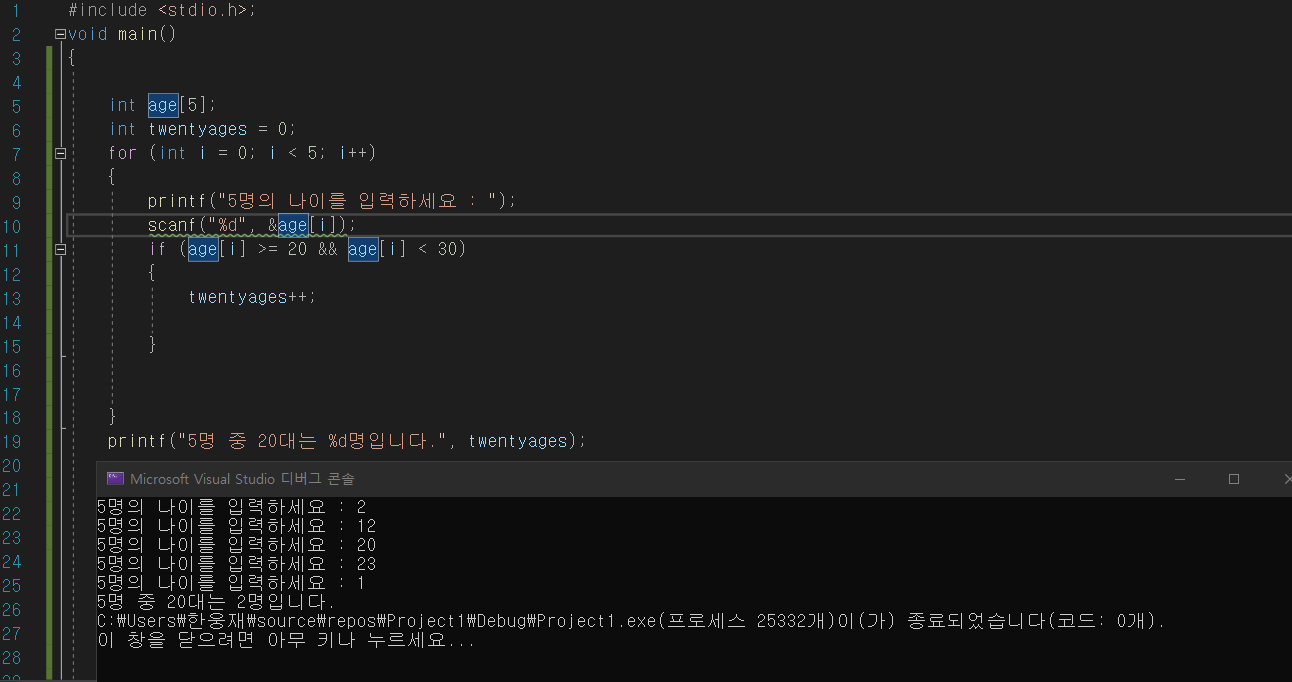 1 #include <stdio.h>;
2 void main()
3 {
4
5 int age[5];
6 int twentyages = 0;
7 for (int i = 0; i < 5; i++)
8 {
9 printf("5명의 나이를 입력하세요 : ");
10 scanf("%d", &age[i]);
11 if (age[i] >= 20 && age[i] < 30)
12 {
13 twentyages++;
14
15 }
16
17
18 }
19 printf("5명 중 20대는 %d명입니다.", twentyages);
20
21 Microsoft Visual Studio 디버그 콘솔
22 5명의 나이를 입력하세요 : 2
5명의 나이를 입력하세요 : 12
23 5명의 나이를 입력하세요 : 20
24 5명의 나이를 입력하세요 : 23
25 5명의 나이를 입력하세요 : 1
26 5명 중 20대는 2명입니다.
27 C:₩Users₩한웅재₩source₩repos₩Project1₩Debug₩Project1.exe(프로세스 25332개)이(가) 종료되었습니다(코드: 0개).
28 이 창을 닫으려면 아무 키나 누르세요...